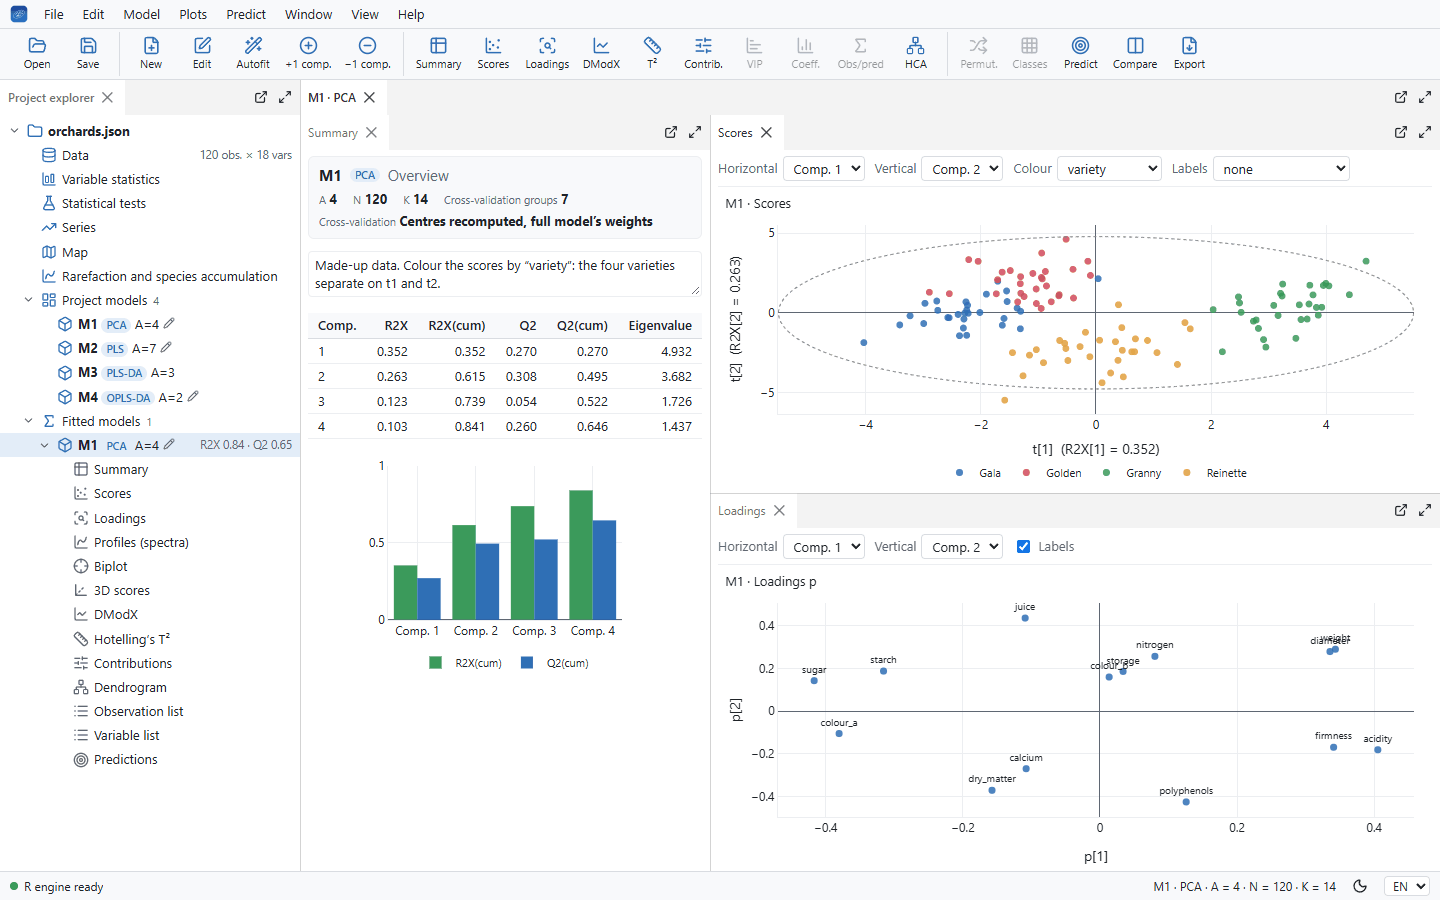 File Edit Model Plots Predict Window View Help
Open Save New Edit Autofit +1 comp. −1 comp. Summary Scores Loadings DModX T² Contrib. VIP Coeff. Obs/pred HCA Permut. Classes Predict Compare Export
Project explorer
orchards.json
Data 120 obs. × 18 vars
Variable statistics
Statistical tests
Series
Map
Rarefaction and species accumulation
Project models 4
M1 PCA A=4
M2 PLS A=7
M3 PLS-DA A=3
M4 OPLS-DA A=2
Fitted models 1
M1 PCA A=4 R2X 0.84 · Q2 0.65
Summary
Scores
Loadings
Profiles (spectra)
Biplot
3D scores
DModX
Hotelling's T²
Contributions
Dendrogram
Observation list
Variable list
Predictions
M1 · PCA
Summary
M1 PCA Overview
A 4 N 120 K 14 Cross-validation groups 7
Cross-validation Centres recomputed, full model's weights
Made-up data. Colour the scores by “variety”: the four varieties
separate on t1 and t2.
Comp. R2X R2X(cum) Q2 Q2(cum) Eigenvalue
1 0.352 0.352 0.270 0.270 4.932
2 0.263 0.615 0.308 0.495 3.682
3 0.123 0.739 0.054 0.522 1.726
4 0.103 0.841 0.260 0.646 1.437
1
0.5
0
Comp. 1 Comp. 2 Comp. 3 Comp. 4
R2X(cum) Q2(cum)
Scores
Horizontal Comp. 1 Vertical Comp. 2 Colour variety Labels none
M1 · Scores
5
0
−5
t[2] (R2X[2] = 0.263)
−4 −2 0 2 4
t[1] (R2X[1] = 0.352)
Gala Golden Granny Reinette
Loadings
Horizontal Comp. 1 Vertical Comp. 2 Labels
M1 · Loadings p
0.4
0.2
0
−0.2
−0.4
p[2]
juice
nitrogen
weight
diameter
storage
colour_b
starch
sugar
colour_a
firmness
acidity
calcium
dry_matter
polyphenols
−0.4 −0.2 0 0.2 0.4
p[1]
R engine ready
M1 · PCA · A = 4 · N = 120 · K = 14 EN